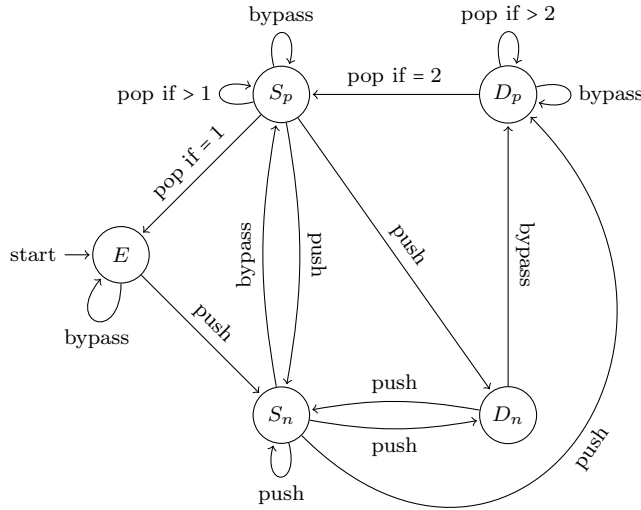 bypass
pop if > 2
pop if > 1
S_p
pop if = 2
D_p
bypass
pop if = 1
start
E
bypass
push
bypass
push
push
bypass
push
S_n
push
D_n
push
push